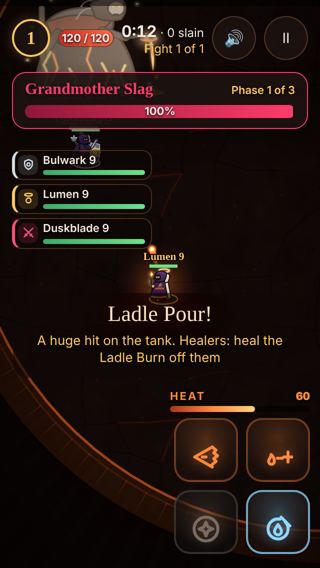 1
120 / 120
0:12 · 0 slain
Fight 1 of 1
Grandmother Slag
Phase 1 of 3
100%
Bulwark 9
Lumen 9
Duskblade 9
Lumen 9
Ladle Pour!
A huge hit on the tank. Healers: heal the
Ladle Burn off them
HEAT
60